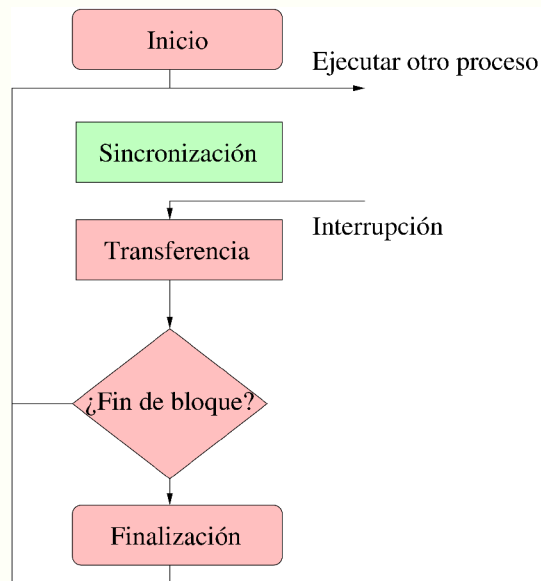 Inicio
Ejecutar otro proceso
Sincronización
Interrupción
Transferencia
¿Fin de bloque?
Finalización